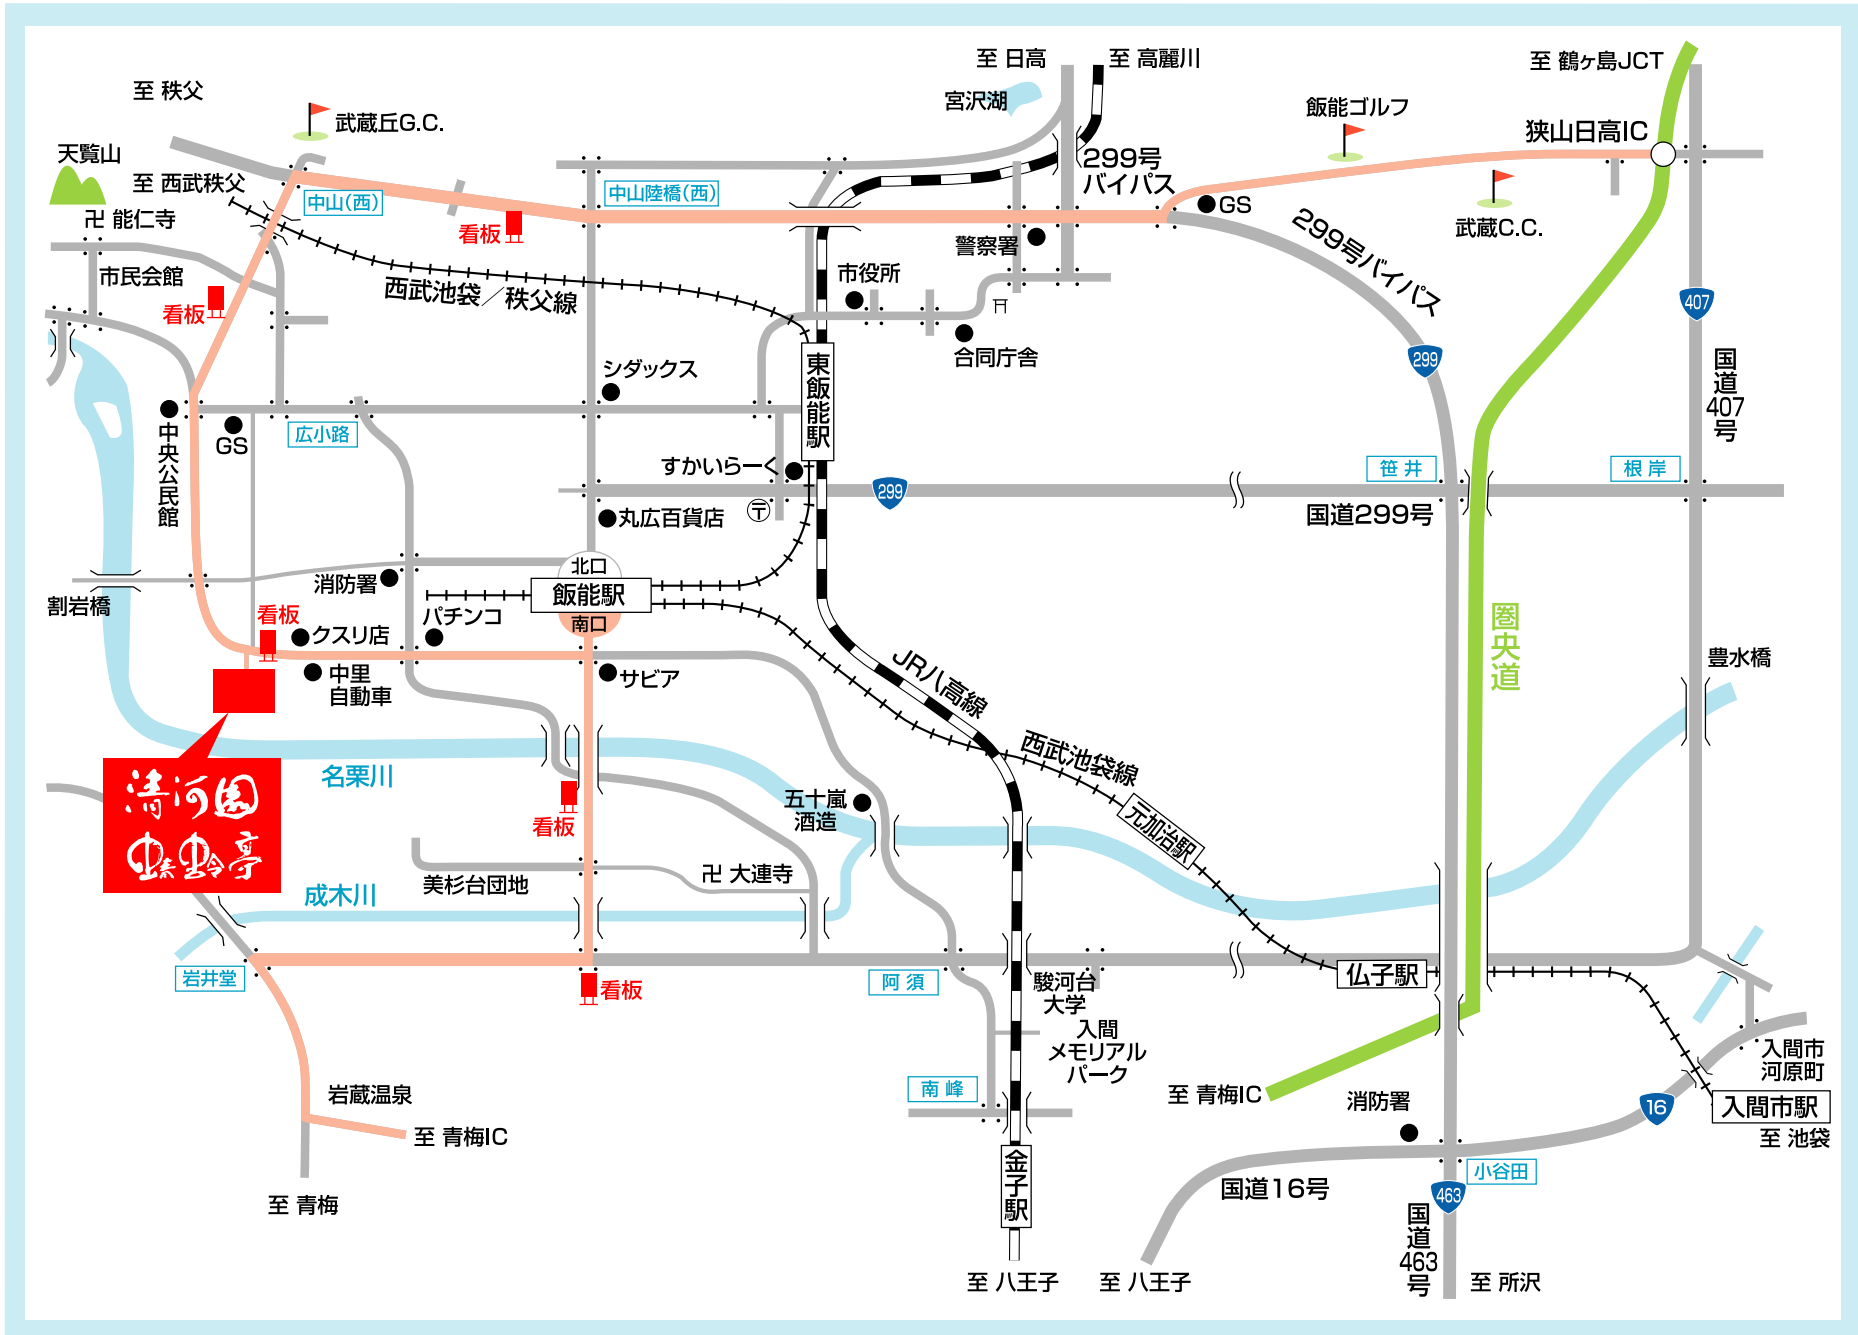 至 日高
至 高麗川
至 鶴ヶ島JCT
至 秩父
宮沢湖
飯能ゴルフ
武蔵丘G.C.
狭山日高IC
天覧山
299号
バイパス
至 西武秩父
中山(西)
中山陸橋(西)
GS
能仁寺
看板
武蔵C.C.
299号バイパス
警察署
市民会館
市役所
西武池袋/秩父線
看板
407
合同庁舎
299
シダックス
東飯能駅
国道407号
広小路
GS
中央公民館
すかいらーく
笹井
根岸
299
国道299号
丸広百貨店
〒
北口
消防署
飯能駅
割岩橋
パチンコ
看板
南口
圏央道
クスリ店
豊水橋
中里
自動車
サビア
JR八高線
西武池袋線
名栗川
清河園
五十嵐
酒造
元加治駅
看板
大連寺
美杉台団地
成木川
岩井堂
阿須
仏子駅
看板
駿河台
大学
入間
メモリアル
パーク
入間市
河原町
南峰
至 青梅IC
岩蔵温泉
消防署
16
入間市駅
至 青梅IC
至 池袋
金子駅
小谷田
国道16号
463
至 青梅
国道463号
至 八王子
至 八王子
至 所沢